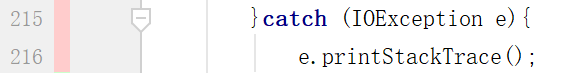 215 }catch (IOException e){
216 e.printStackTrace();